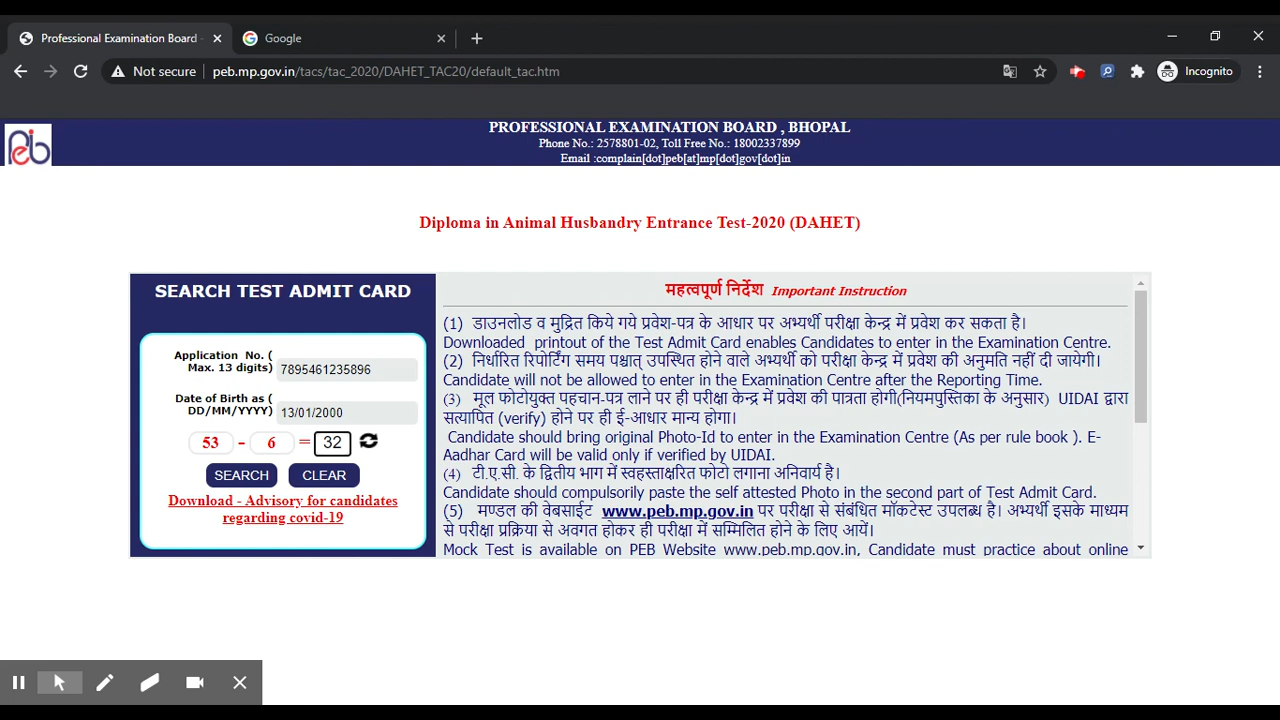 Professional Examination Board -
Google
Not secure
peb.mp.gov.in/tacs/tac_2020/DAHET_TAC20/default_tac.htm
Incognito
Peb
PROFESSIONAL EXAMINATION BOARD , BHOPAL
Phone No.: 2578801-02, Toll Free No.: 18002337899
Email :complain[dot]peb[at]mp[dot]gov[dot]in
Diploma in Animal Husbandry Entrance Test-2020 (DAHET)
SEARCH TEST ADMIT CARD
Application No. (
Max. 13 digits)
7895461235896
Date of Birth as (
DD/MM/YYYY)
13/01/2000
53 - 6 = 32
SEARCH CLEAR
Download - Advisory for candidates
regarding covid-19
महत्वपूर्ण निर्देश Important Instruction
(1) डाउनलोड व मुद्रित किये गये प्रवेश-पत्र के आधार पर अभ्यर्थी परीक्षा केन्द्र में प्रवेश कर सकता है।
Downloaded printout of the Test Admit Card enables Candidates to enter in the Examination Centre.
(2) निर्धारित रिपोर्टिंग समय पश्चात् उपस्थित होने वाले अभ्यर्थी को परीक्षा केन्द्र में प्रवेश की अनुमति नहीं दी जायेगी।
Candidate will not be allowed to enter in the Examination Centre after the Reporting Time.
(3) मूल फोटोयुक्त पहचान-पत्र लाने पर ही परीक्षा केन्द्र में प्रवेश की पात्रता होगी(नियमपुस्तिका के अनुसार) UIDAI द्वारा
सत्यापित (verify) होने पर ही ई-आधार मान्य होगा।
Candidate should bring original Photo-Id to enter in the Examination Centre (As per rule book ). E-
Aadhar Card will be valid only if verified by UIDAI.
(4) टी.ए.सी. के द्वितीय भाग में स्वहस्ताक्षरित फोटो लगाना अनिवार्य है।
Candidate should compulsorily paste the self attested Photo in the second part of Test Admit Card.
(5) मण्डल की वेबसाईट www.peb.mp.gov.in पर परीक्षा से संबंधित मॉकटेस्ट उपलब्ध है। अभ्यर्थी इसके माध्यम
से परीक्षा प्रक्रिया से अवगत होकर ही परीक्षा में सम्मिलित होने के लिए आयें।
Mock Test is available on PEB Website www.peb.mp.gov.in, Candidate must practice about online